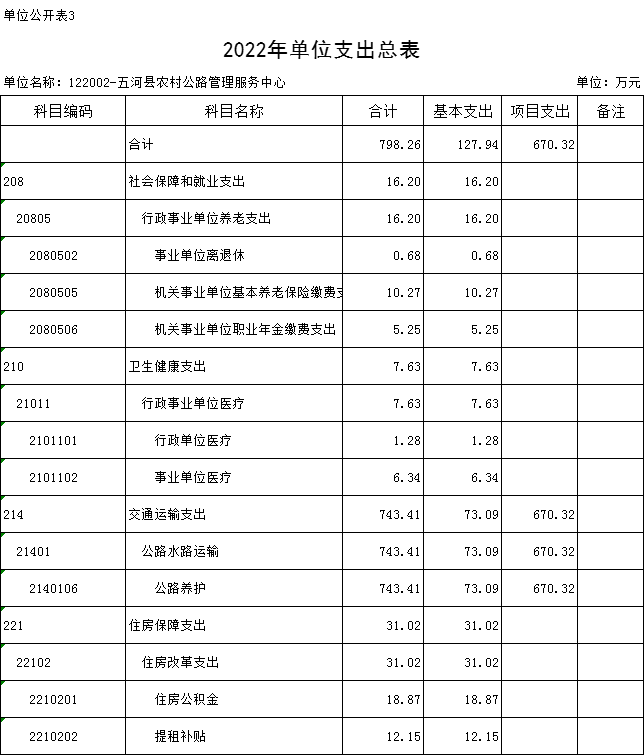 单位公开表3
2022年单位支出总表
单位名称：122002-五河县农村公路管理服务中心 单位：万元
科目编码 科目名称 合计 基本支出 项目支出 备注
合计 798.26 127.94 670.32
208 社会保障和就业支出 16.20 16.20
20805 行政事业单位养老支出 16.20 16.20
2080502 事业单位离退休 0.68 0.68
2080505 机关事业单位基本养老保险缴费 10.27 10.27
2080506 机关事业单位职业年金缴费支出 5.25 5.25
210 卫生健康支出 7.63 7.63
21011 行政事业单位医疗 7.63 7.63
2101101 行政单位医疗 1.28 1.28
2101102 事业单位医疗 6.34 6.34
214 交通运输支出 743.41 73.09 670.32
21401 公路水路运输 743.41 73.09 670.32
2140106 公路养护 743.41 73.09 670.32
221 住房保障支出 31.02 31.02
22102 住房改革支出 31.02 31.02
2210201 住房公积金 18.87 18.87
2210202 提租补贴 12.15 12.15